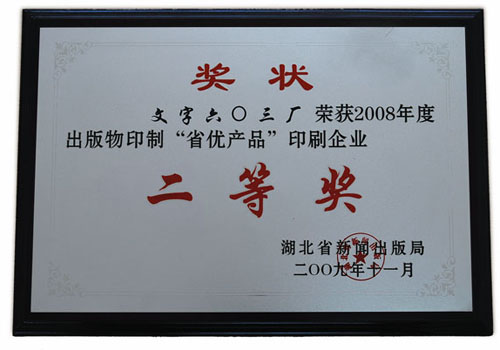 奖状
文字六〇三厂 荣获2008年度
出版物印制“省优产品”印刷企业
二等奖
湖北省新闻出版局
二〇〇九年十一月